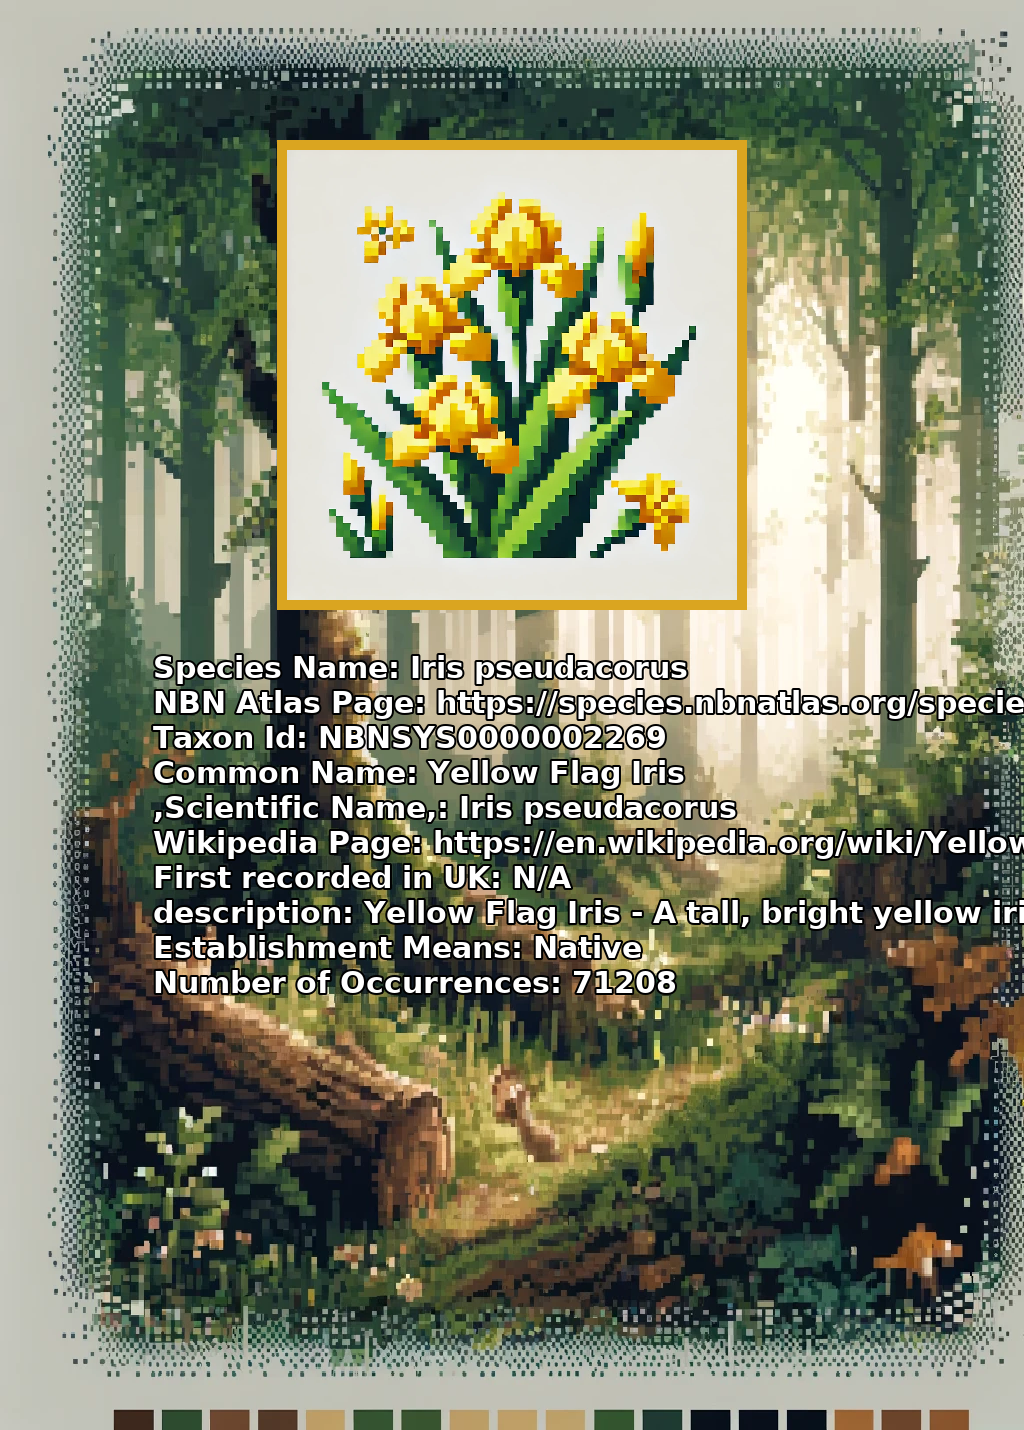 Species Name: Iris pseudacorus
NBN Atlas Page: https://species.nbnatlas.org/specie
Taxon Id: NBNSYS0000002269
Common Name: Yellow Flag Iris
,Scientific Name,: Iris pseudacorus
Wikipedia Page: https://en.wikipedia.org/wiki/Yellow
First recorded in UK: N/A
description: Yellow Flag Iris - A tall, bright yellow iri
Establishment Means: Native
Number of Occurrences: 71208